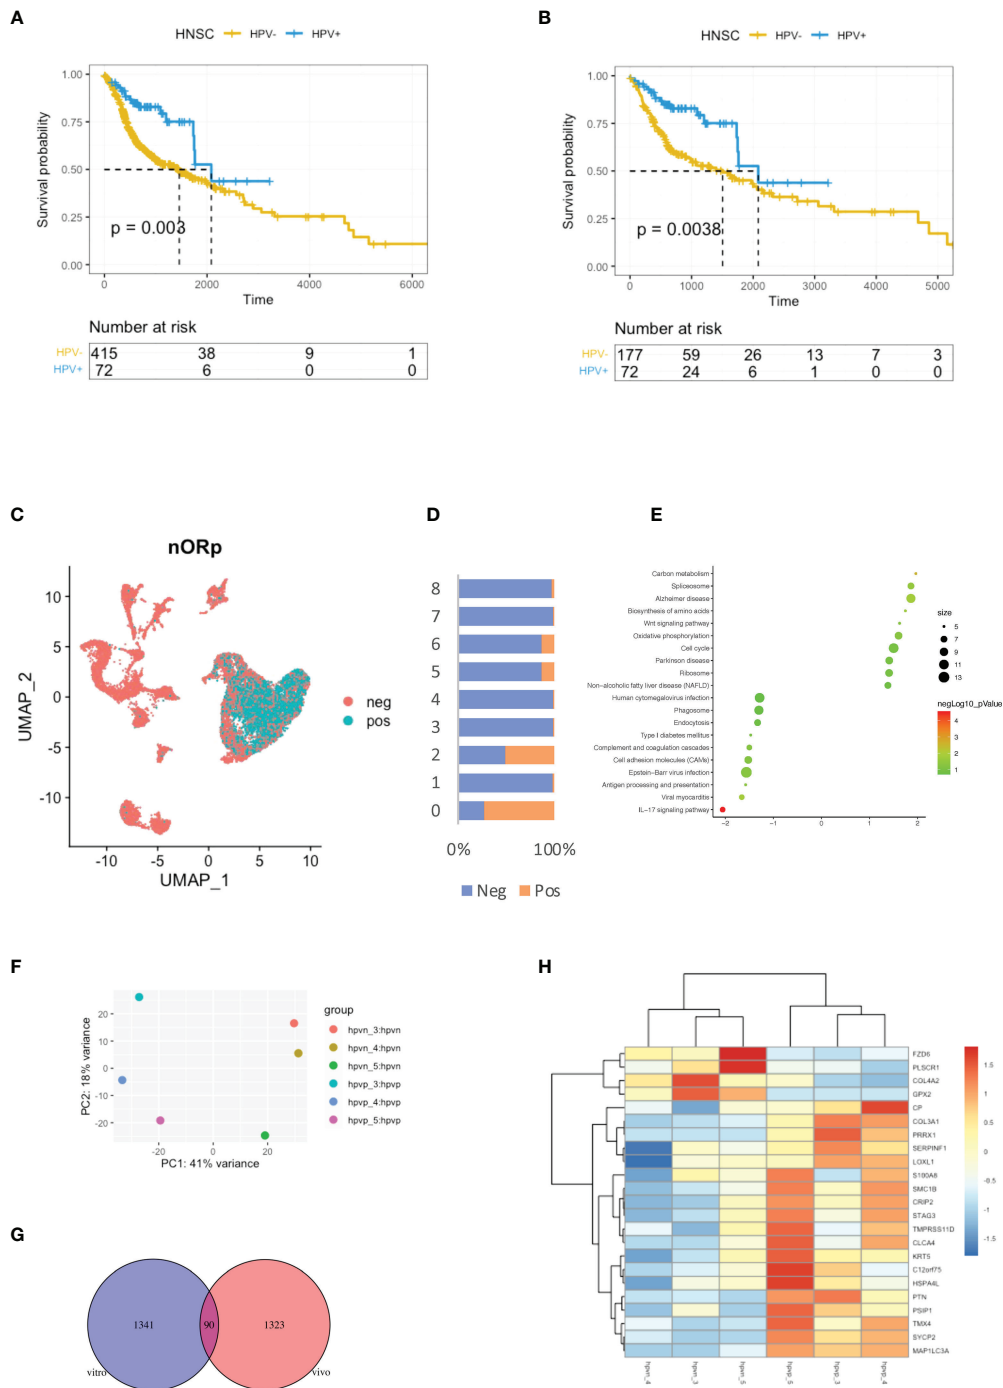 A
HNSC HPV- HPV+
Survival probability
1.00
0.75
0.50
0.25
0.00
p = 0.003
0 2000 4000 6000
Time
Number at risk
HPV- 415 38 9 1
HPV+ 72 6 0 0
B
HNSC HPV- HPV+
Survival probability
1.00
0.75
0.50
0.25
0.00
p = 0.0038
0 1000 2000 3000 4000 5000
Time
Number at risk
HPV- 177 59 26 13 7 3
HPV+ 72 24 6 1 0 0
C
nORp
UMAP_2
10
5
0
-5
-10
-10 -5 0 5 10
UMAP_1
neg
pos
D
8
7
6
5
4
3
2
1
0
0% 100%
Neg Pos
E
Carbon metabolism
Spliceosome
Alzheimer disease
Biosynthesis of amino acids
Wnt signaling pathway
Oxidative phosphorylation
Cell cycle
Parkinson disease
Ribosome
Non-alcoholic fatty liver disease (NAFLD)
Human cytomegalovirus infection
Phagosome
Endocytosis
Type I diabetes mellitus
Complement and coagulation cascades
Cell adhesion molecules (CAMs)
Epstein-Barr virus infection
Antigen processing and presentation
Viral myocarditis
IL-17 signaling pathway
-2 -1 0 1 2
size
5
7
9
11
13
negLog10_pValue
4
3
2
1
F
PC2: 18% variance
20
10
0
-10
-20
-20 0 20
PC1: 41% variance
group
hpvn_3:hpvn
hpvn_4:hpvn
hpvn_5:hpvn
hpvp_3:hpvp
hpvp_4:hpvp
hpvp_5:hpvp
G
1341 90 1323
vitro vivo
H
FZD6
PLSCR1
COL4A2
GPX2
CP
COL3A1
PRRX1
SERPINF1
LOXL1
S100A8
SMC1B
CRIP2
STAG3
TMPRSS11D
CLCA4
KRT5
C12orf75
HSPA4L
PTN
PSIP1
TMX4
SYCP2
MAP1LC3A
hpvn_4 hpvn_3 hpvn_5 hpvp_5 hpvp_3 hpvp_4
1.5
1
0.5
0
-0.5
-1
-1.5